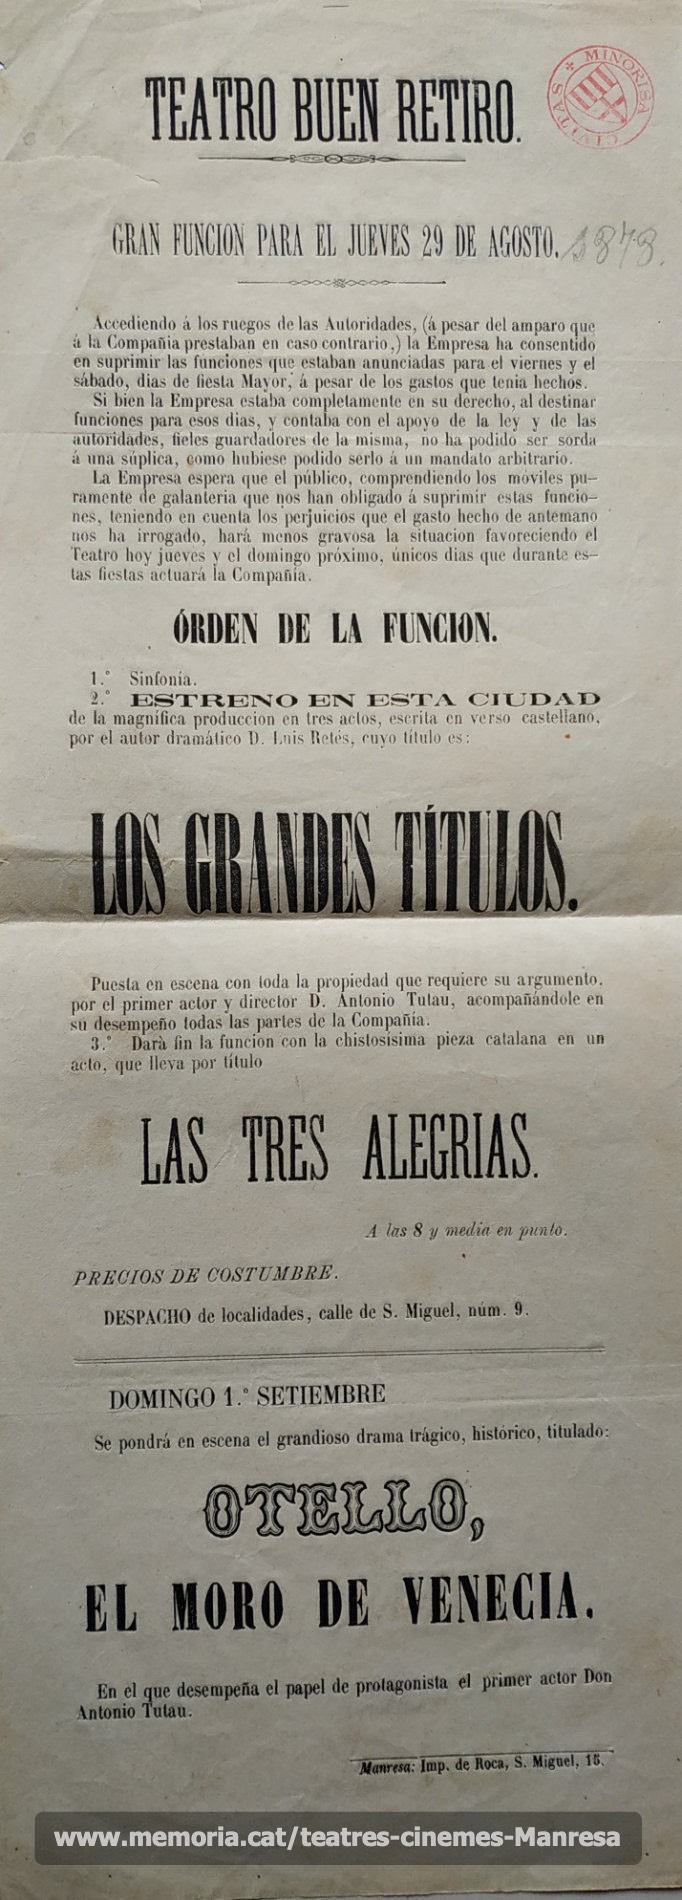 TEATRO BUEN RETIRO.
CIVITAS MINORISA
GRAN FUNCION PARA EL JUEVES 29 DE AGOSTO. 1878.
Accediendo á los ruegos de las Autoridades, (á pesar del amparo que
á la Compañia prestaban en caso contrario,) la Empresa ha consentido
en suprimir las funciones que estaban anunciadas para el viernes y el
sábado, dias de fiesta Mayor, á pesar de los gastos que tenia hechos.
Si bien la Empresa estaba completamente en su derecho, al destinar
funciones para esos dias, y contaba con el apoyo de la ley y de las
autoridades, fieles guardadores de la misma, no ha podido ser sorda
á una súplica, como hubiese podido serlo á un mandato arbitrario.
La Empresa espera que el público, comprendiendo los móviles pu-
ramente de galanteria que nos han obligado á suprimir estas funcio-
nes, teniendo en cuenta los perjuicios que el gasto hecho de antemano
nos ha irrogado, hará menos gravosa la situacion favoreciendo el
Teatro hoy jueves y el domingo próximo, únicos dias que durante es-
tas fiestas actuará la Compañía.
ÓRDEN DE LA FUNCION.
1.° Sinfonía.
2.° ESTRENO EN ESTA CIUDAD
de la magnífica produccion en tres actos, escrita en verso castellano,
por el autor dramático D. Luis Retés, cuyo título es:
LOS GRANDES TÍTULOS.
Puesta en escena con toda la propiedad que requiere su argumento,
por el primer actor y director D. Antonio Tutau, acompañándole en
su desempeño todas las partes de la Compañía.
3.° Darà fin la funcion con la chistosísima pieza catalana en un
acto, que lleva por título
LAS TRES ALEGRIAS.
A las 8 y media en punto.
PRECIOS DE COSTUMBRE.
DESPACHO de localidades, calle de S. Miguel, núm. 9.
DOMINGO 1.° SETIEMBRE
Se pondrá en escena el grandioso drama trágico, histórico, titulado:
OTELLO,
EL MORO DE VENECIA.
En el que desempeña el papel de protagonista el primer actor Don
Antonio Tutau.
Manresa: Imp. de Roca, S. Miguel, 16.
www.memoria.cat/teatres-cinemes-Manresa